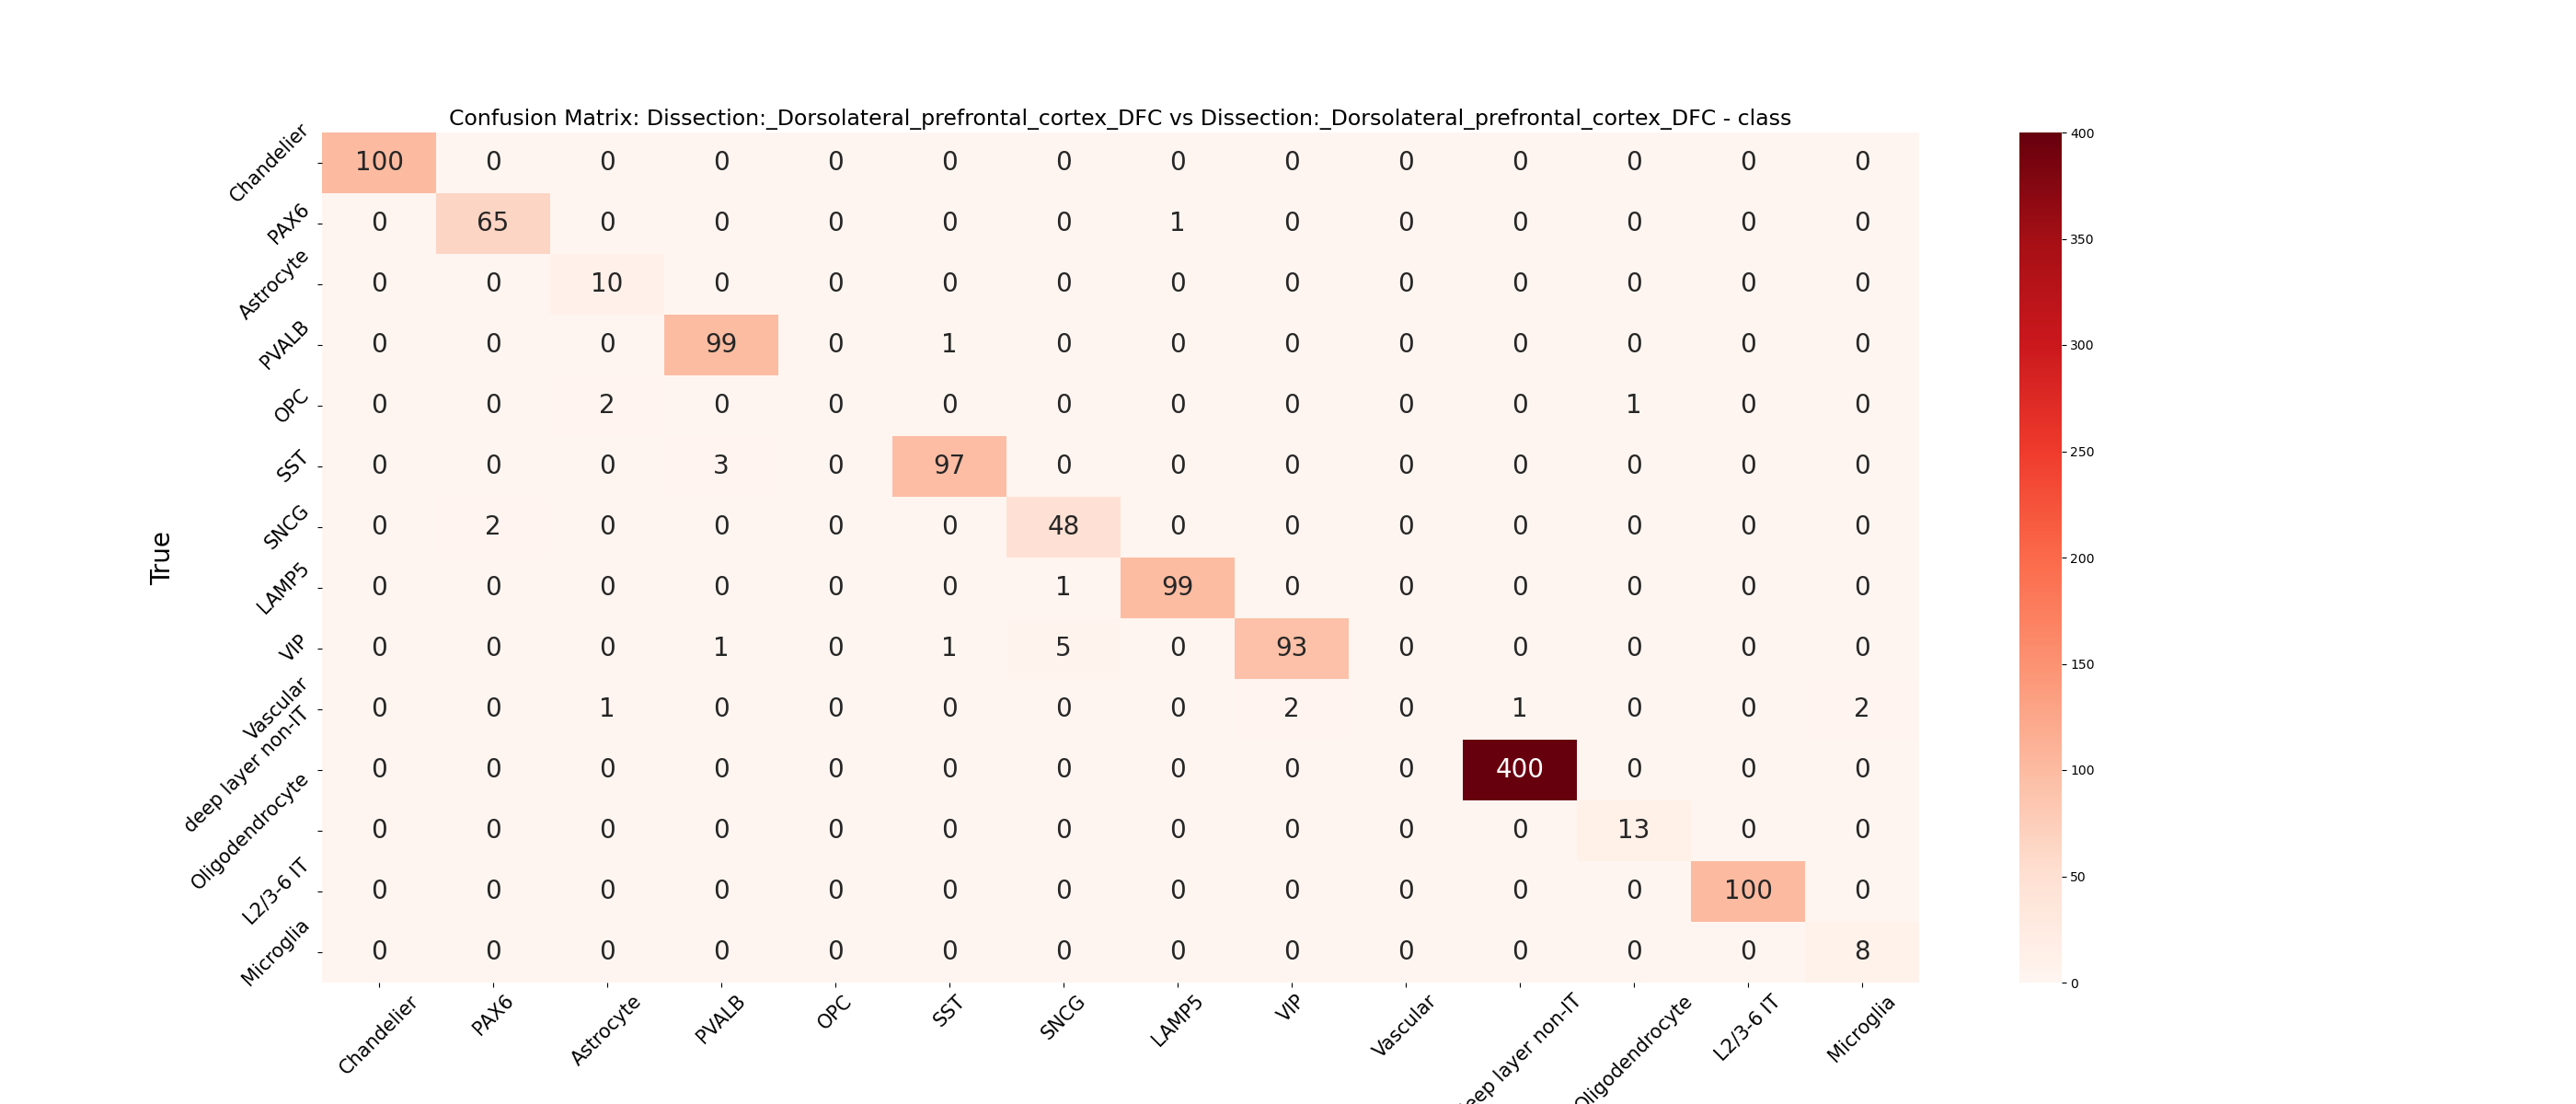 Confusion Matrix: Dissection:_Dorsolateral_prefrontal_cortex_DFC vs Dissection:_Dorsolateral_prefrontal_cortex_DFC - class
True
Chandelier 100 0 0 0 0 0 0 0 0 0 0 0 0 0
PAX6 0 65 0 0 0 0 0 1 0 0 0 0 0 0
Astrocyte 0 0 10 0 0 0 0 0 0 0 0 0 0 0
PVALB 0 0 0 99 0 1 0 0 0 0 0 0 0 0
OPC 0 0 2 0 0 0 0 0 0 0 0 1 0 0
SST 0 0 0 3 0 97 0 0 0 0 0 0 0 0
SNCG 0 2 0 0 0 0 48 0 0 0 0 0 0 0
LAMP5 0 0 0 0 0 0 1 99 0 0 0 0 0 0
VIP 0 0 0 1 0 1 5 0 93 0 0 0 0 0
Vascular 0 0 1 0 0 0 0 0 2 0 1 0 0 2
deep layer non-IT 0 0 0 0 0 0 0 0 0 0 400 0 0 0
Oligodendrocyte 0 0 0 0 0 0 0 0 0 0 0 13 0 0
L2/3-6 IT 0 0 0 0 0 0 0 0 0 0 0 0 100 0
Microglia 0 0 0 0 0 0 0 0 0 0 0 0 0 8
Chandelier PAX6 Astrocyte PVALB OPC SST SNCG LAMP5 VIP Vascular layer non-IT Oligodendrocyte L2/3-6 IT Microglia
400
350
300
250
200
150
100
50
0